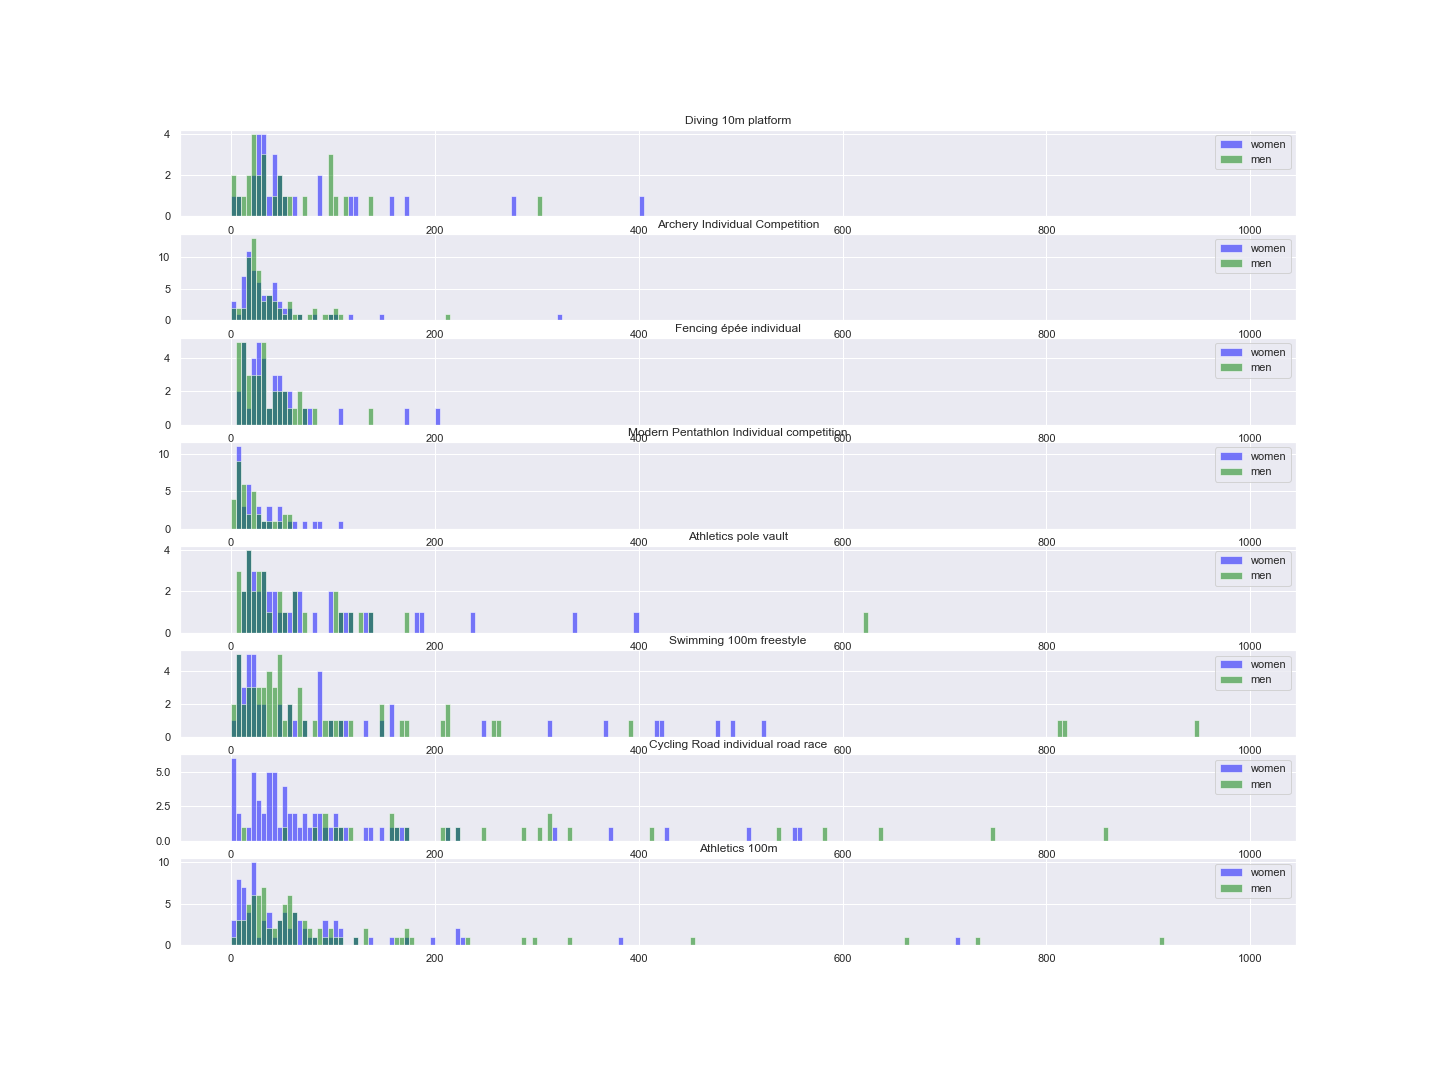 Diving 10m platform
4
2
0
women
men
0 200 400 600 800 1000
Archery Individual Competition
10
5
0
women
men
0 200 400 600 800 1000
Fencing épée individual
4
2
0
women
men
0 200 400 600 800 1000
Modern Pentathlon Individual competition
10
5
0
women
men
0 200 400 600 800 1000
Athletics pole vault
4
2
0
women
men
0 200 400 600 800 1000
Swimming 100m freestyle
4
2
0
women
men
0 200 400 600 800 1000
Cycling Road individual road race
5.0
2.5
0.0
women
men
0 200 400 600 800 1000
Athletics 100m
10
5
0
women
men
0 200 400 600 800 1000